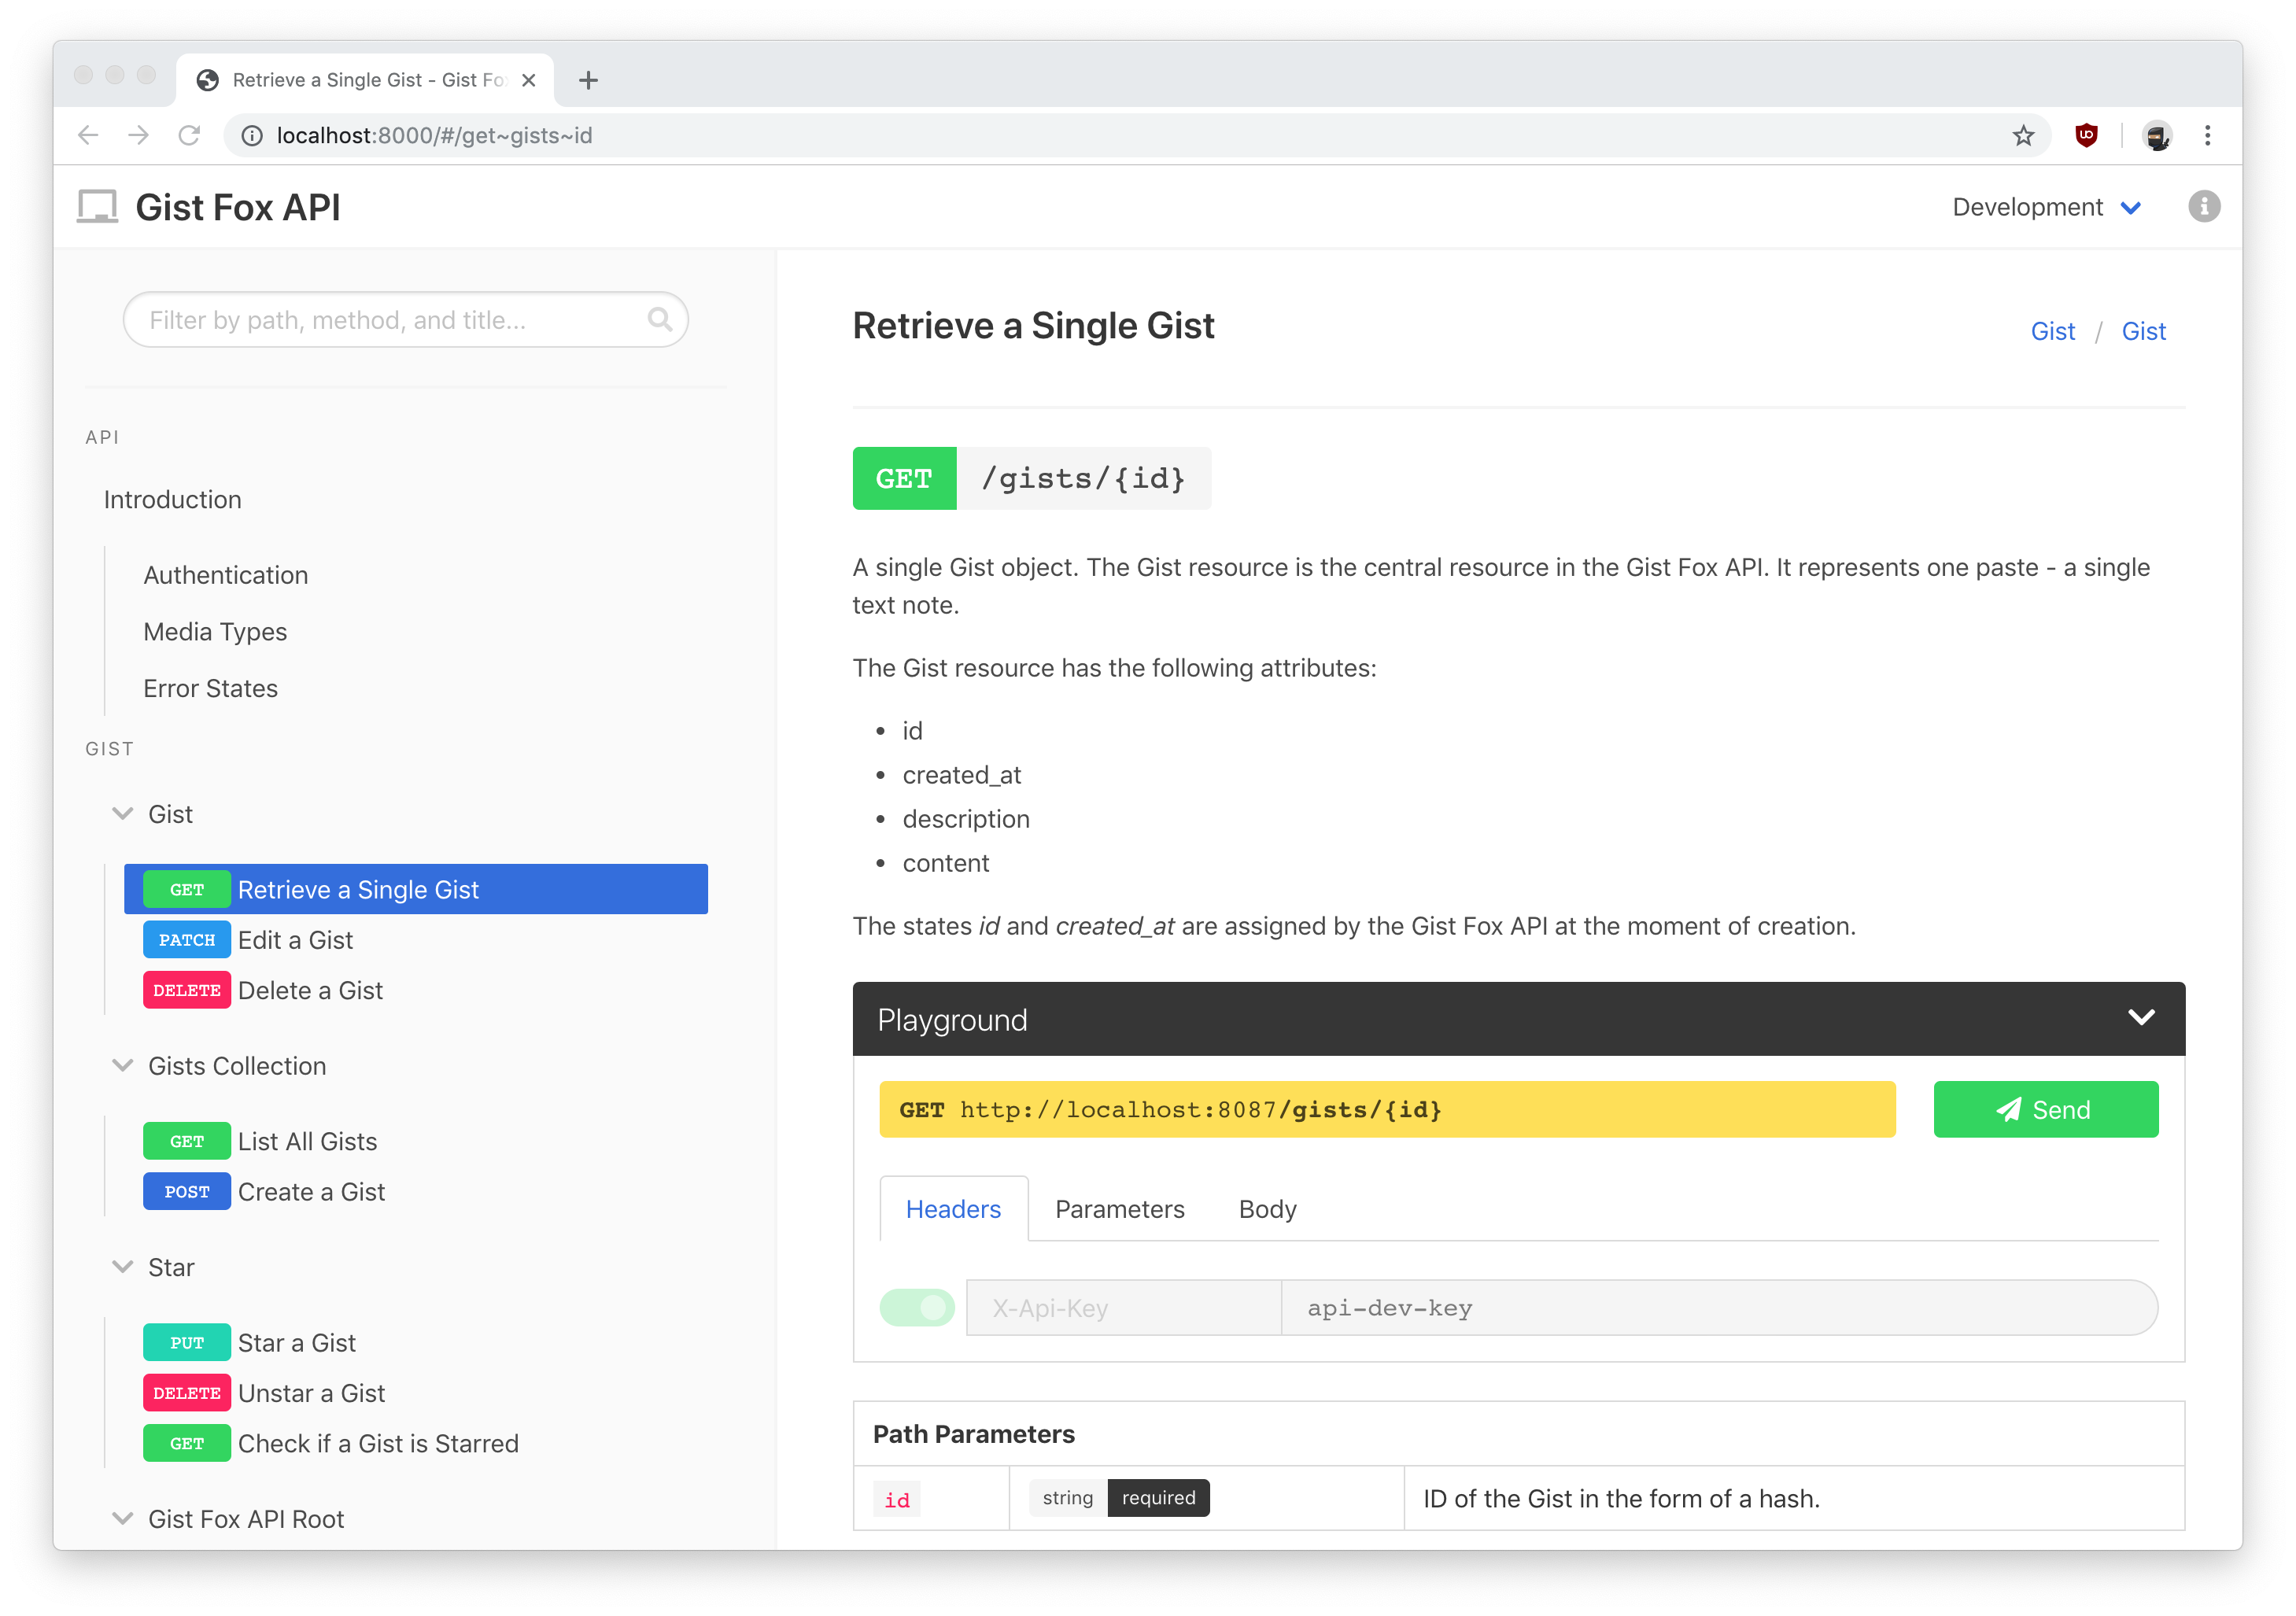 Retrieve a Single Gist - Gist Fo
localhost:8000/#/get~gists~id
Gist Fox API
Development
Filter by path, method, and title...
API
Introduction
Authentication
Media Types
Error States
GIST
Gist
GET Retrieve a Single Gist
PATCH Edit a Gist
DELETE Delete a Gist
Gists Collection
GET List All Gists
POST Create a Gist
Star
PUT Star a Gist
DELETE Unstar a Gist
GET Check if a Gist is Starred
Gist Fox API Root
Retrieve a Single Gist
Gist / Gist
GET /gists/{id}
A single Gist object. The Gist resource is the central resource in the Gist Fox API. It represents one paste - a single
text note.
The Gist resource has the following attributes:
• id
• created_at
• description
• content
The states id and created_at are assigned by the Gist Fox API at the moment of creation.
Playground
GET http://localhost:8087/gists/{id}
Send
Headers Parameters Body
X-Api-Key api-dev-key
Path Parameters
id string required ID of the Gist in the form of a hash.